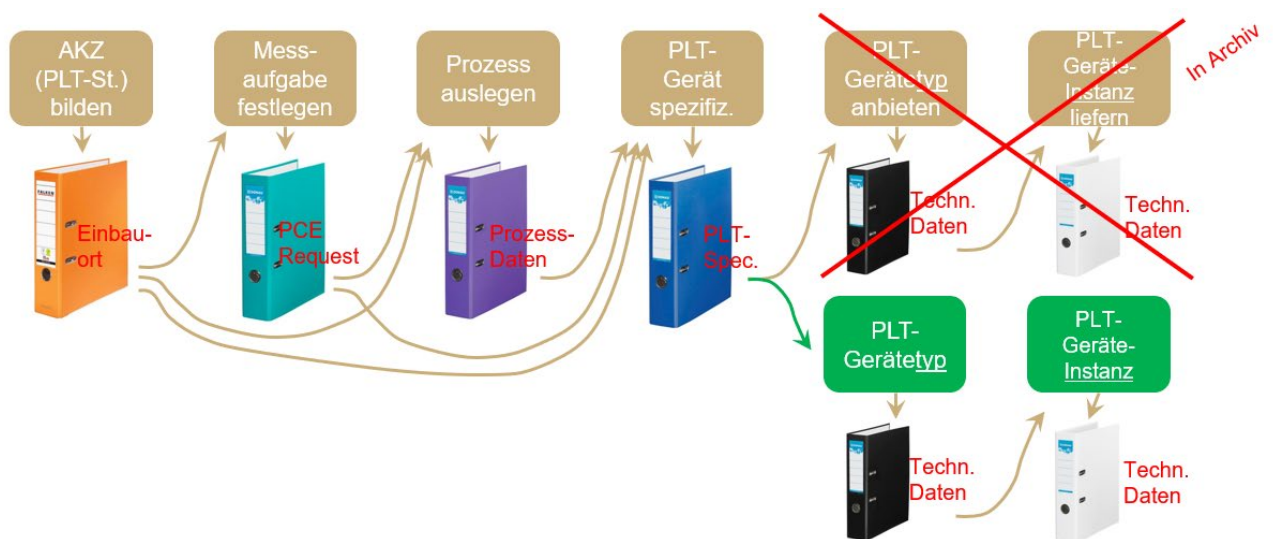 AKZ
(PLT-St.)
bilden
Mess-
aufgabe
festlegen
Prozess
auslegen
PLT-
Gerät
spezifiz.
PLT-
Gerätetyp
anbieten
PLT-
Geräte-
Instanz
liefern
In Archiv
Einbau-
ort
PCE
Request
Prozess-
Daten
PLT-
Spec.
Techn.
Daten
Techn.
Daten
PLT-
Gerätetyp
PLT-
Geräte-
Instanz
Techn.
Daten
Techn.
Daten